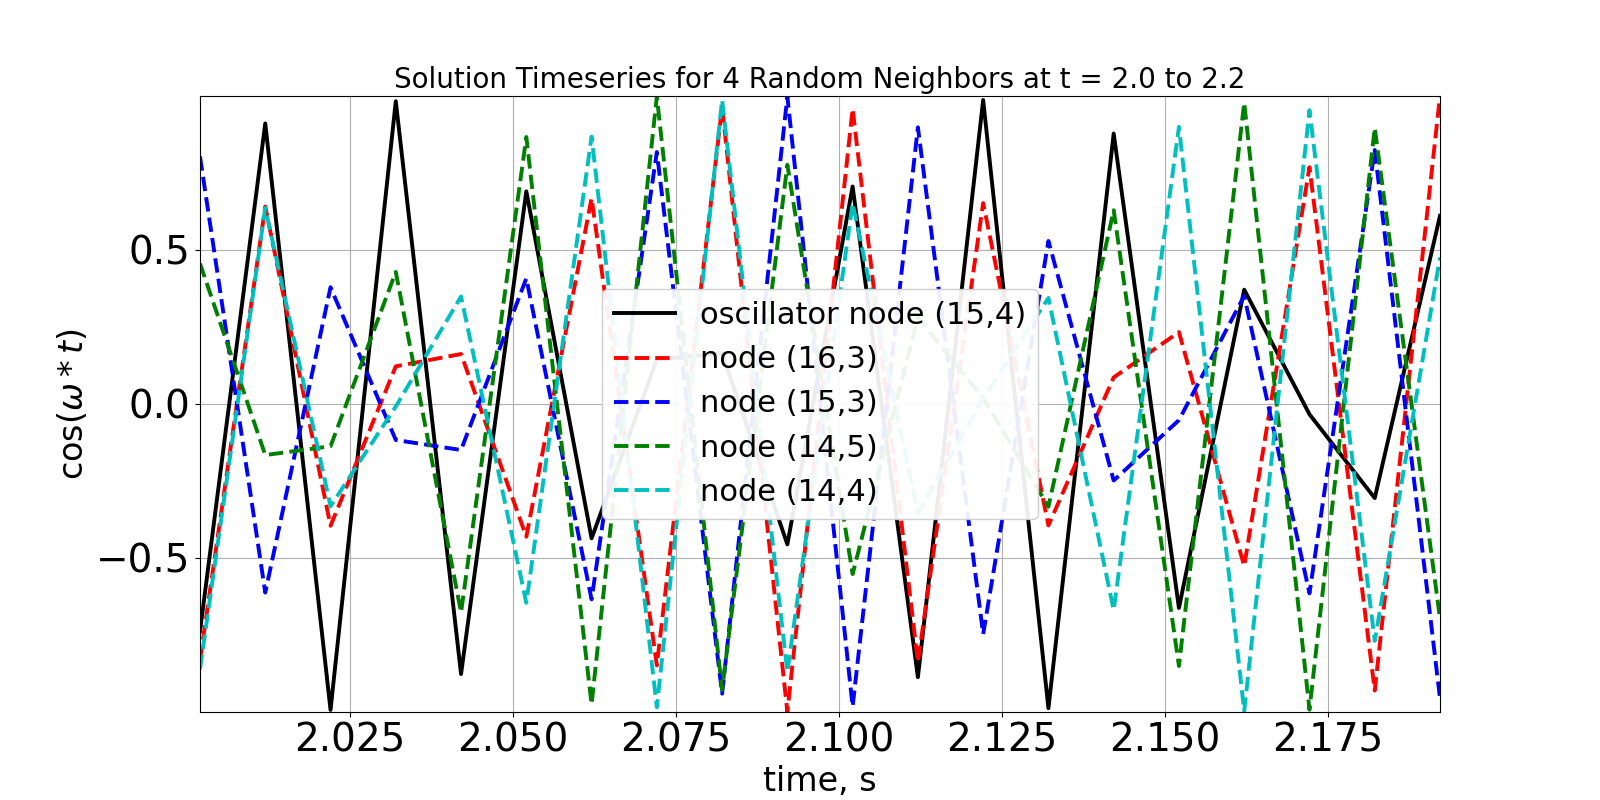 Solution Timeseries for 4 Random Neighbors at t = 2.0 to 2.2
cos(ω * t)
0.5
0.0
−0.5
oscillator node (15,4)
node (16,3)
node (15,3)
node (14,5)
node (14,4)
2.025 2.050 2.075 2.100 2.125 2.150 2.175
time, s